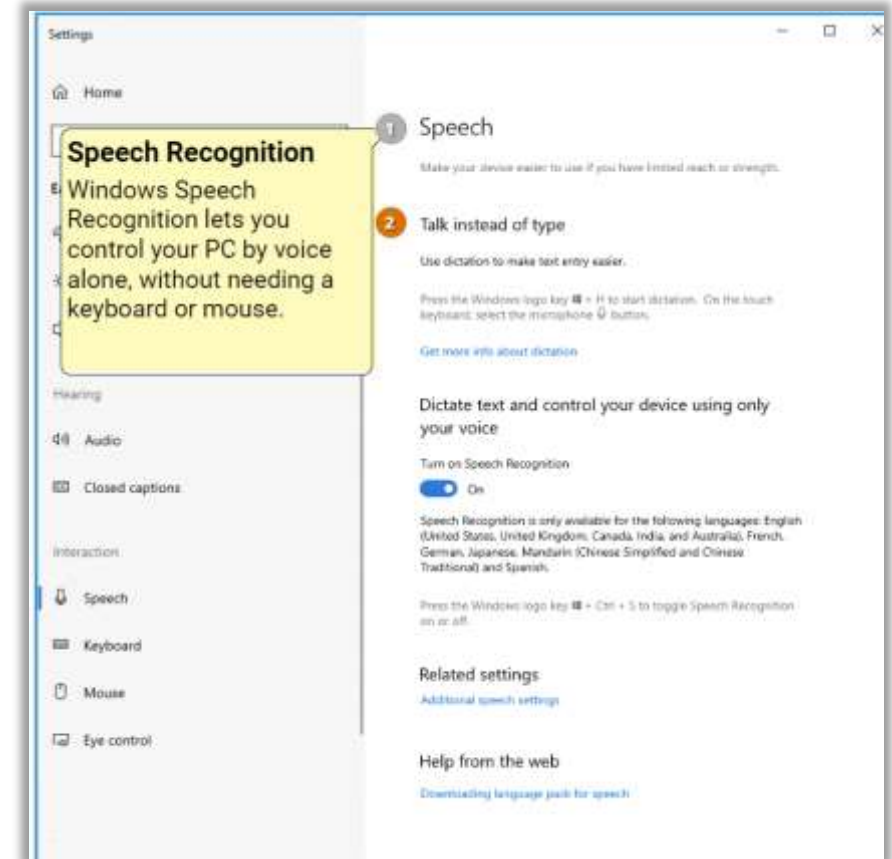 Settings
Home
Speech Recognition
Windows Speech
Recognition lets you
control your PC by voice
alone, without needing a
keyboard or mouse.
Hearing
Audio
Closed captions
Interaction
Speech
Keyboard
Mouse
Eye control
1
Speech
Make your device easier to use if you have limited reach or strength.
2
Talk instead of type
Use dictation to make text entry easier.
Press the Windows logo key + H to start dictation. On the touch
keyboard, select the microphone button.
Get more info about dictation
Dictate text and control your device using only
your voice
Turn on Speech Recognition
On
Speech Recognition is only available for the following languages: English
(United States, United Kingdom, Canada, India, and Australia), French,
German, Japanese, Mandarin (Chinese Simplified and Chinese
Traditional) and Spanish.
Press the Windows logo key + Ctrl + S to toggle Speech Recognition
on or off.
Related settings
Additional speech settings
Help from the web
Downloading language pack for speech